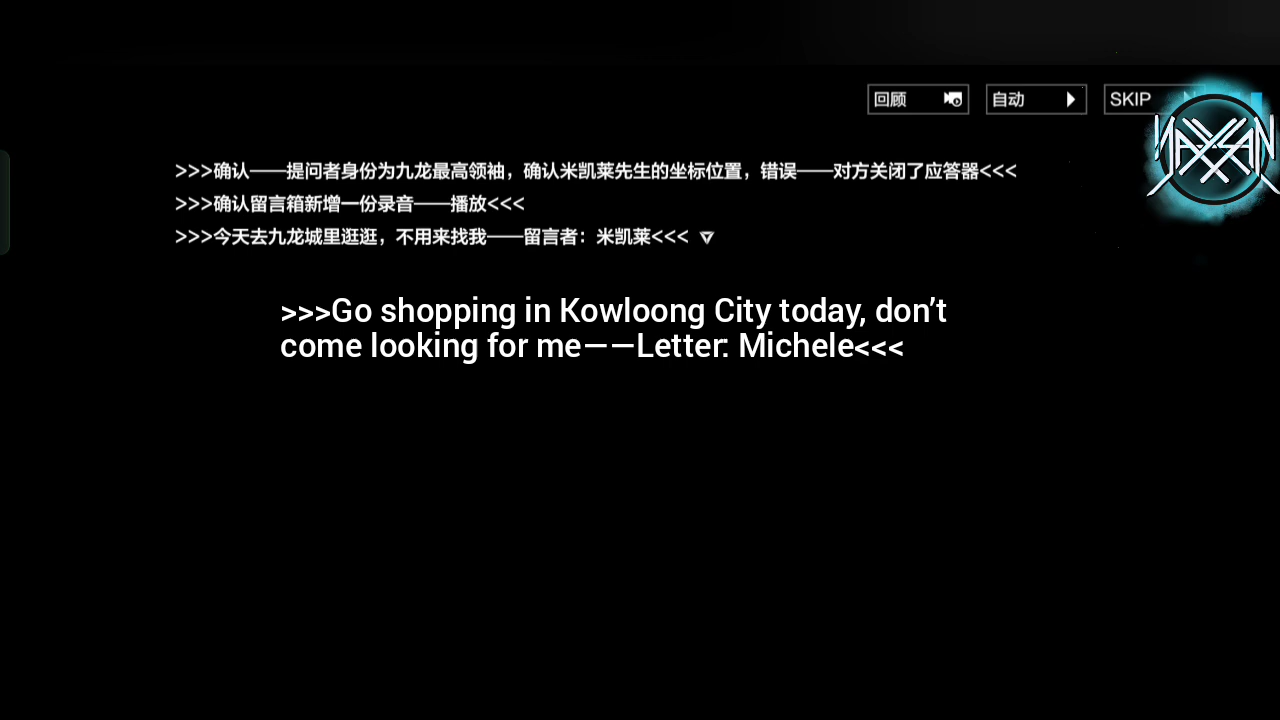 回顾
自动
SKIP
>>>确认——提问者身份为九龙最高领袖，确认米凯莱先生的坐标位置，错误——对方关闭了应答器<<<
>>>确认留言箱新增一份录音——播放<<<
>>>今天去九龙城里逛逛，不用来找我——留言者：米凯莱<<<
>>>Go shopping in Kowloong City today, don’t
come looking for me——Letter: Michele<<<